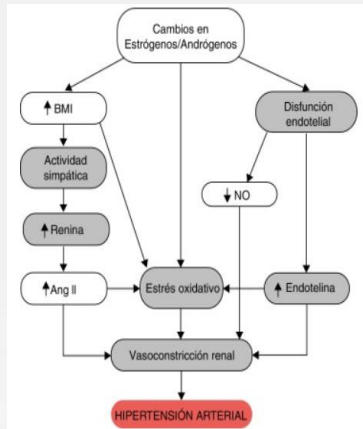 Cambios en
Estrógenos/Andrógenos
↑ BMI
Disfunción
endotelial
Actividad
simpática
↓ NO
↑ Renina
↑ Ang II
Estrés oxidativo
↑ Endotelina
Vasoconstricción renal
HIPERTENSIÓN ARTERIAL